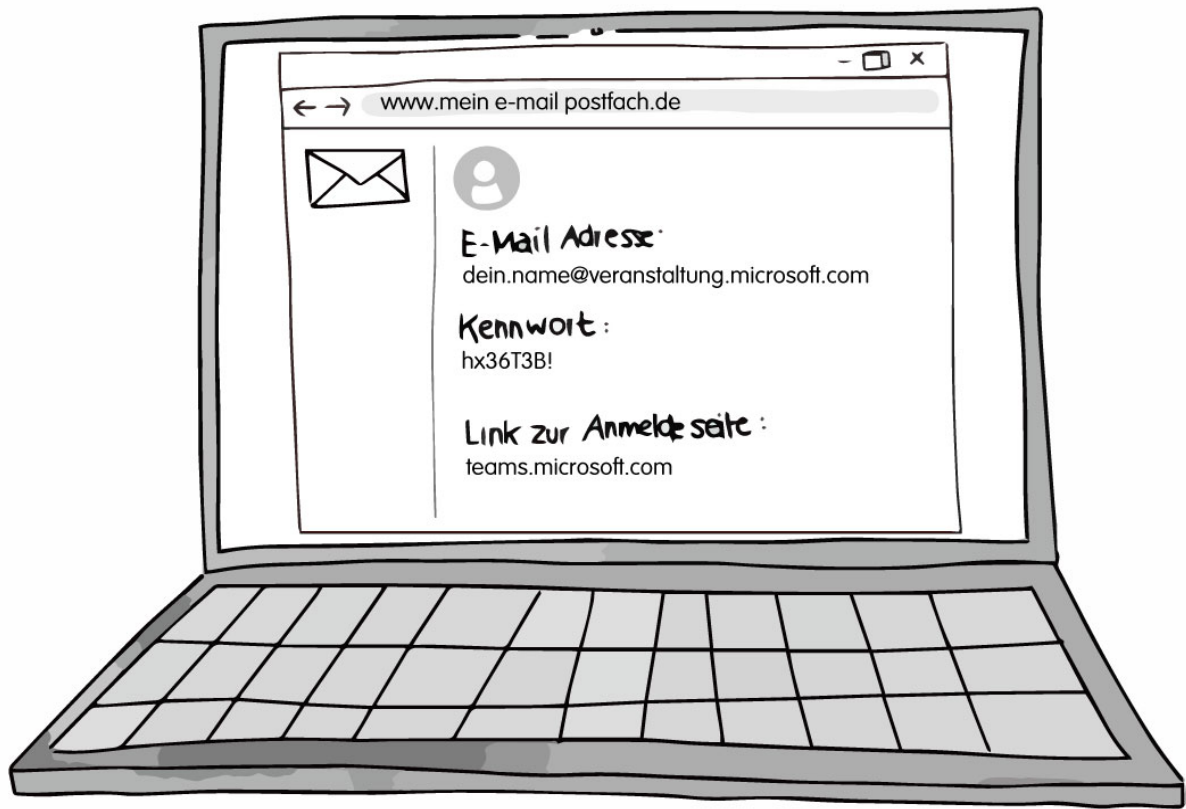 www.mein e-mail postfach.de
E-Mail Adresse:
dein.name@veranstaltung.microsoft.com
Kennwort:
hx36T3B!
Link zur Anmeldeseite:
teams.microsoft.com